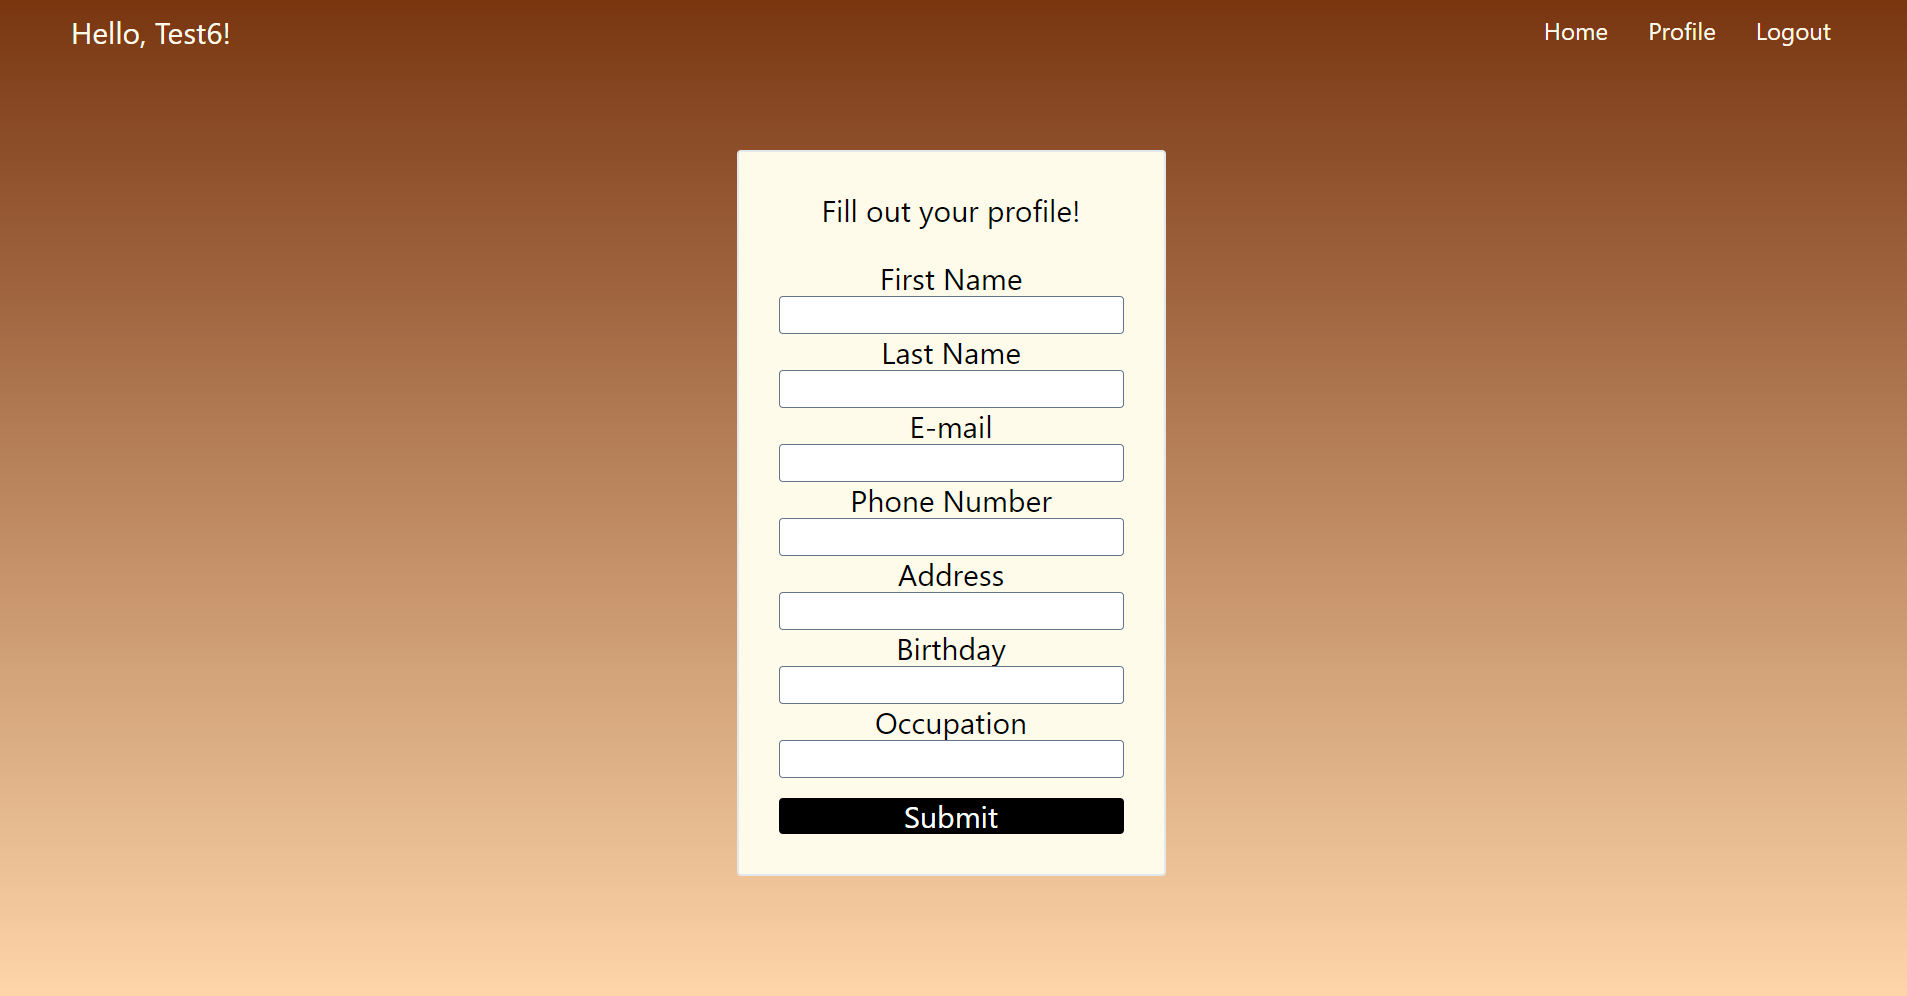 Hello, Test6!
Home Profile Logout
Fill out your profile!
First Name
Last Name
E-mail
Phone Number
Address
Birthday
Occupation
Submit